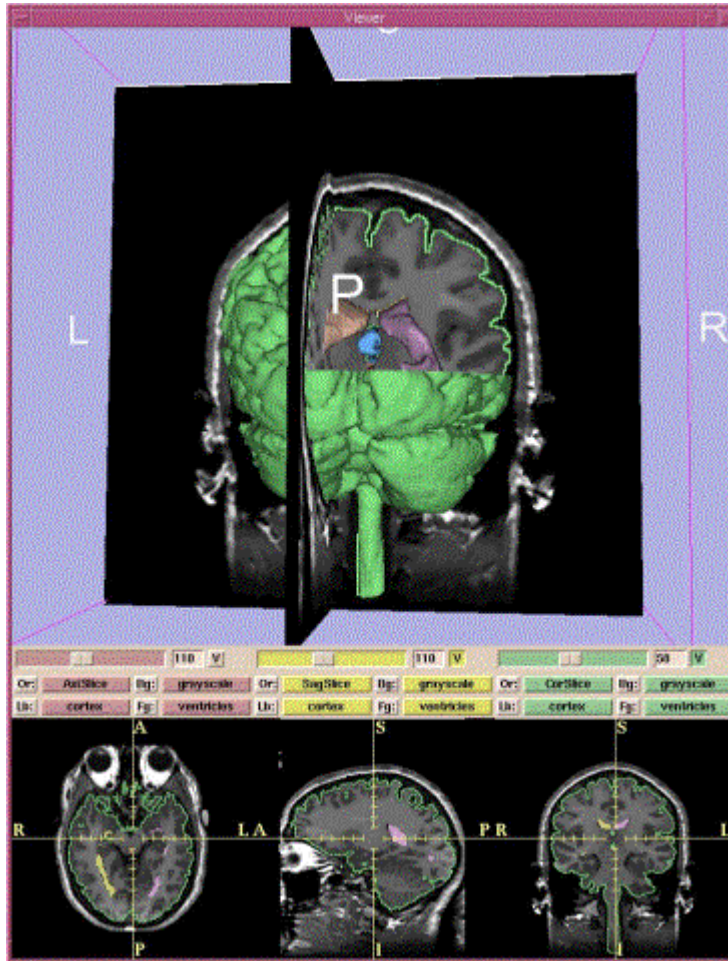 Viewer
L
P
R
110 V 110 V 58 V
Or: AxiSlice Bg: grayscale Or: SagSlice Bg: grayscale Or: CorSlice Bg: grayscale
Lb: cortex Fg: ventricles Lb: cortex Fg: ventricles Lb: cortex Fg: ventricles
A S S
R L A P R L
P I I